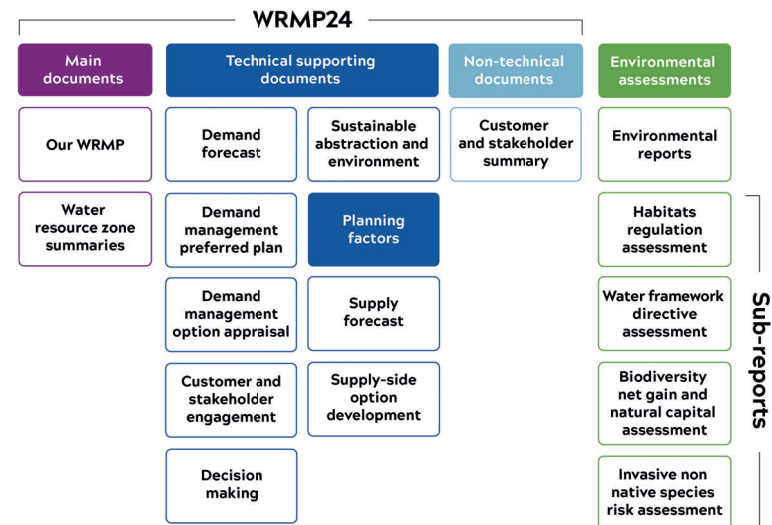 WRMP24
Main
documents
Technical supporting
documents
Non-technical
documents
Environmental
assessments
Our WRMP
Demand
forecast
Sustainable
abstraction and
environment
Customer
and stakeholder
summary
Environmental
reports
Water
resource zone
summaries
Demand
management
preferred plan
Planning
factors
Habitats
regulation
assessment
Demand
management
option appraisal
Supply
forecast
Water framework
directive
assessment
Customer and
stakeholder
engagement
Supply-side
option
development
Biodiversity
net gain and
natural capital
assessment
Decision
making
Invasive non
native species
risk assessment
Sub-reports